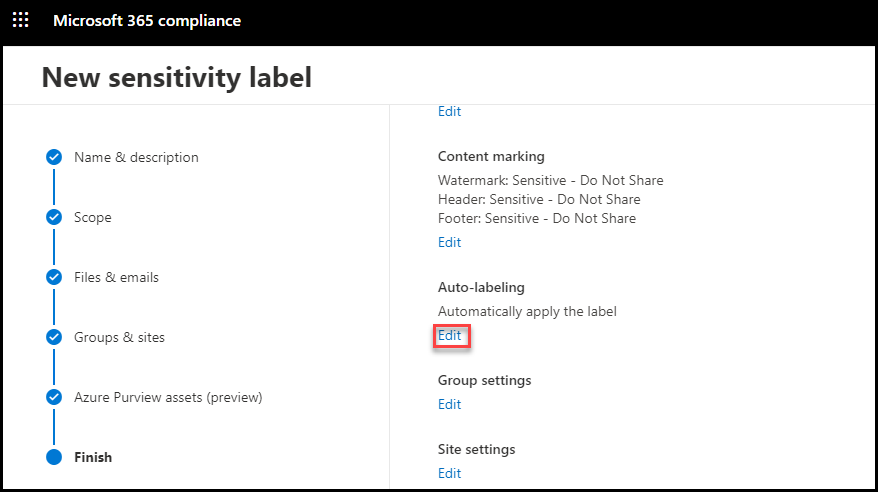 Microsoft 365 compliance
New sensitivity label
Name & description
Scope
Files & emails
Groups & sites
Azure Purview assets (preview)
Finish
Edit
Content marking
Watermark: Sensitive - Do Not Share
Header: Sensitive - Do Not Share
Footer: Sensitive - Do Not Share
Edit
Auto-labeling
Automatically apply the label
Edit
Group settings
Edit
Site settings
Edit